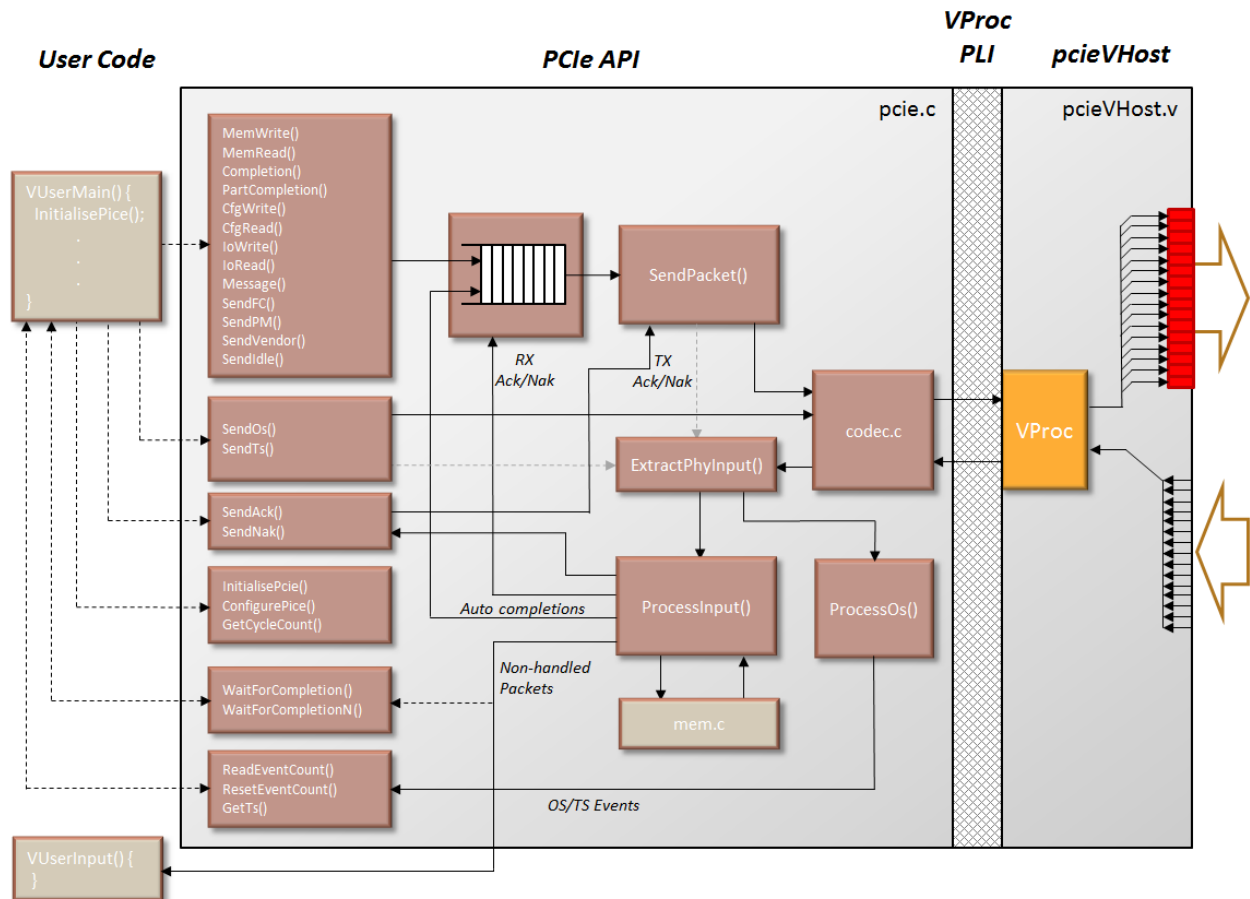 User Code
PCIe API
VProc
PLI
pcieVHost
pcie.c
pcieVHost.v
VUserMain() {
InitialisePice();
.
.
.
}
MemWrite()
MemRead()
Completion()
PartCompletion()
CfgWrite()
CfgRead()
IoWrite()
IoRead()
Message()
SendFC()
SendPM()
SendVendor()
SendIdle()
SendPacket()
RX
Ack/Nak
TX
Ack/Nak
SendOs()
SendTs()
codec.c
VProc
ExtractPhyInput()
SendAck()
SendNak()
InitialisePcie()
ConfigurePice()
GetCycleCount()
Auto completions
ProcessInput()
ProcessOs()
Non-handled
Packets
WaitForCompletion()
WaitForCompletionN()
mem.c
ReadEventCount()
ResetEventCount()
GetTs()
OS/TS Events
VUserInput() {
}